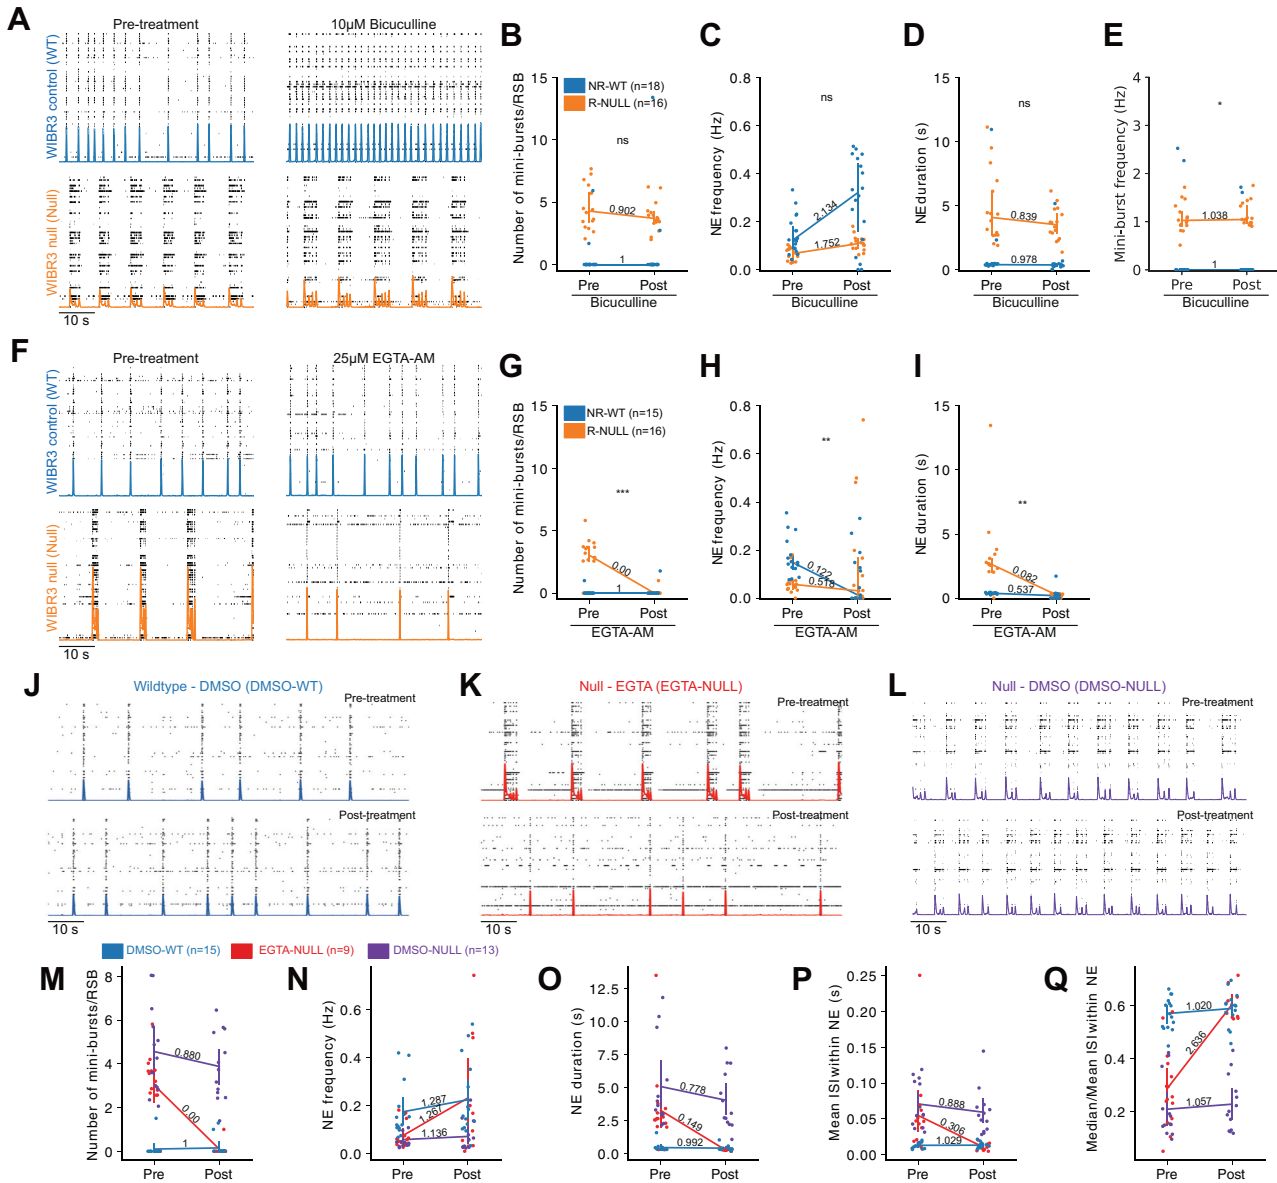 A
Pre-treatment
10µM Bicuculline
WIBR3 control (WT)
WIBR3 null (Null)
10 s
B
Number of mini-bursts/RSB
15
10
5
0
NR-WT (n=18)
R-NULL (n=16)
ns
0.902
1
Pre
Post
Bicuculline
C
NE frequency (Hz)
0.8
0.6
0.4
0.2
0.0
ns
2.134
1.752
Pre
Post
Bicuculline
D
NE duration (s)
15
10
5
0
ns
0.839
0.978
Pre
Post
Bicuculline
E
Mini-burst frequency (Hz)
4
3
2
1
0
*
1.038
1
Pre
Post
Bicuculline
F
Pre-treatment
25µM EGTA-AM
WIBR3 control (WT)
WIBR3 null (Null)
10 s
G
Number of mini-bursts/RSB
15
10
5
0
NR-WT (n=15)
R-NULL (n=16)
***
0.00
1
Pre
Post
EGTA-AM
H
NE frequency (Hz)
0.8
0.6
0.4
0.2
0.0
**
0.122
0.518
Pre
Post
EGTA-AM
I
NE duration (s)
15
10
5
0
**
0.082
0.537
Pre
Post
EGTA-AM
J
Wildtype - DMSO (DMSO-WT)
Pre-treatment
Post-treatment
10 s
K
Null - EGTA (EGTA-NULL)
Pre-treatment
Post-treatment
10 s
L
Null - DMSO (DMSO-NULL)
Pre-treatment
Post-treatment
10 s
DMSO-WT (n=15)
EGTA-NULL (n=9)
DMSO-NULL (n=13)
M
Number of mini-bursts/RSB
8
6
4
2
0
0.880
0.00
1
Pre
Post
N
NE frequency (Hz)
0.6
0.4
0.2
0.0
1.287
1.267
1.136
Pre
Post
O
NE duration (s)
12.5
10.0
7.5
5.0
2.5
0.0
0.778
0.149
0.992
Pre
Post
P
Mean ISI within NE (s)
0.25
0.20
0.15
0.10
0.05
0.00
0.888
0.306
1.029
Pre
Post
Q
Median/Mean ISI within NE
0.6
0.4
0.2
1.020
2.636
1.057
Pre
Post